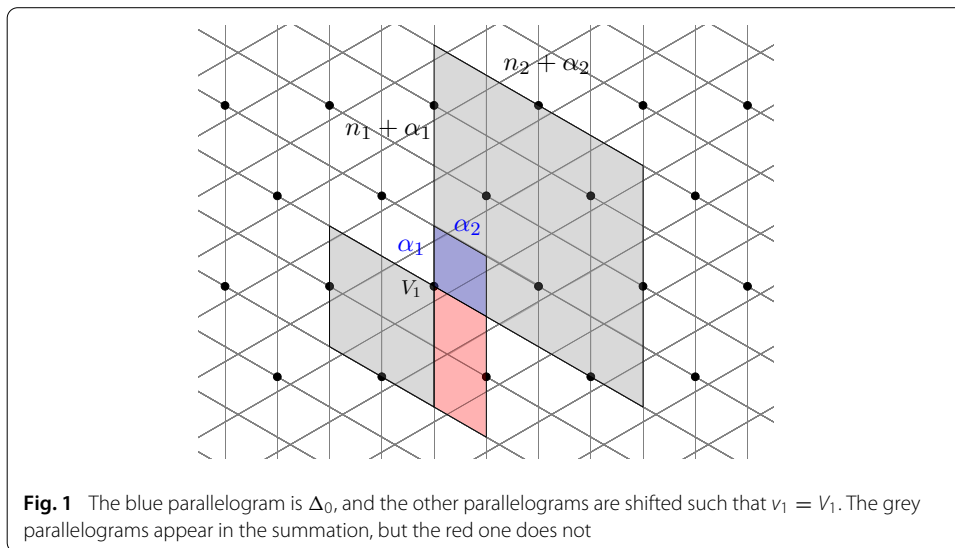 n₂ + α₂
n₁ + α₁
α₂
α₁
V₁
Fig. 1 The blue parallelogram is Δ₀, and the other parallelograms are shifted such that v₁ = V₁. The grey
parallelograms appear in the summation, but the red one does not